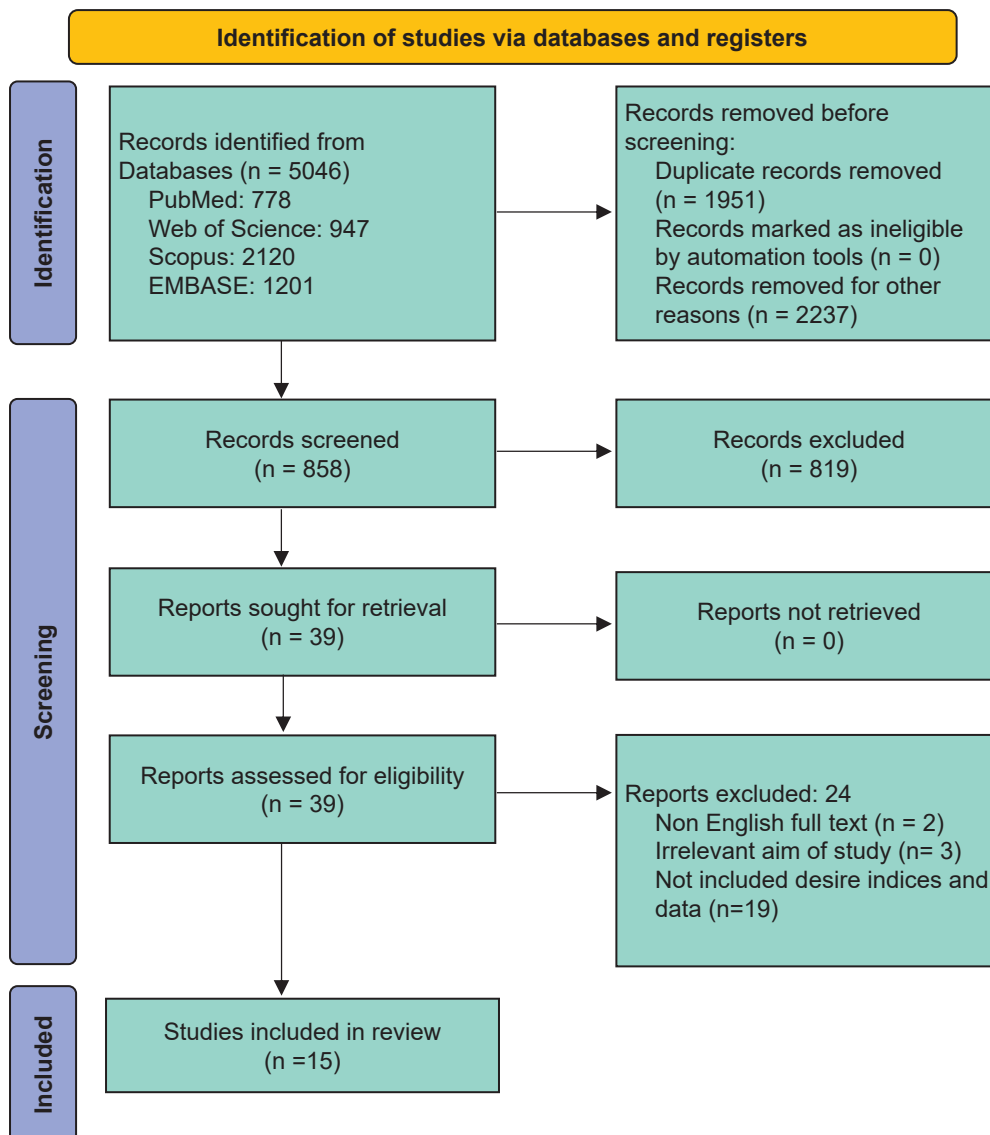 Identification of studies via databases and registers
Identification
Records identified from
Databases (n = 5046)
PubMed: 778
Web of Science: 947
Scopus: 2120
EMBASE: 1201
Records removed before
screening:
Duplicate records removed
(n = 1951)
Records marked as ineligible
by automation tools (n = 0)
Records removed for other
reasons (n = 2237)
Screening
Records screened
(n = 858)
Records excluded
(n = 819)
Reports sought for retrieval
(n = 39)
Reports not retrieved
(n = 0)
Reports assessed for eligibility
(n = 39)
Reports excluded: 24
Non English full text (n = 2)
Irrelevant aim of study (n= 3)
Not included desire indices and
data (n=19)
Included
Studies included in review
(n =15)